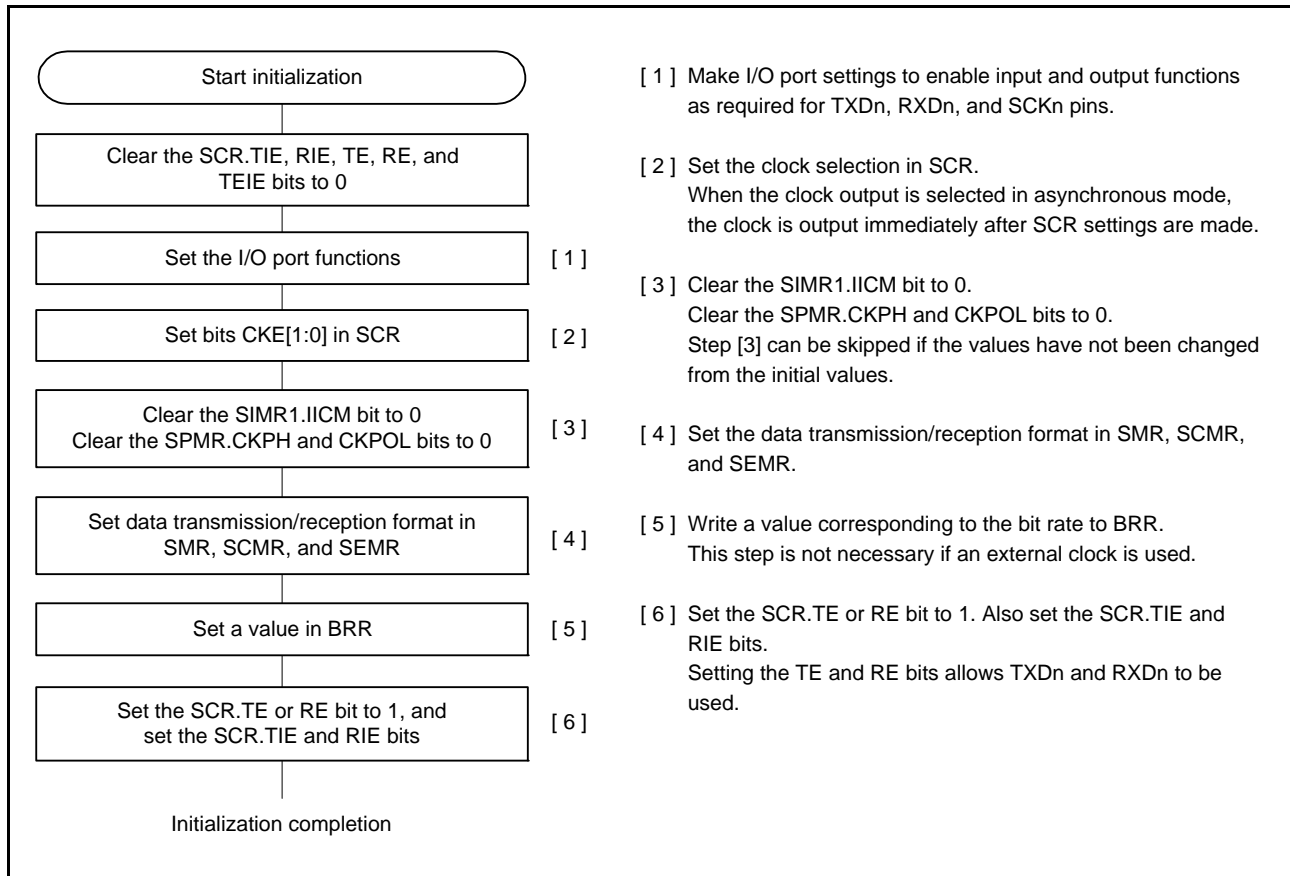 Start initialization
Clear the SCR.TIE, RIE, TE, RE, and
TEIE bits to 0
Set the I/O port functions
[ 1 ]
Set bits CKE[1:0] in SCR
[ 2 ]
Clear the SIMR1.IICM bit to 0
Clear the SPMR.CKPH and CKPOL bits to 0
[ 3 ]
Set data transmission/reception format in
SMR, SCMR, and SEMR
[ 4 ]
Set a value in BRR
[ 5 ]
Set the SCR.TE or RE bit to 1, and
set the SCR.TIE and RIE bits
[ 6 ]
Initialization completion
[ 1 ] Make I/O port settings to enable input and output functions
as required for TXDn, RXDn, and SCKn pins.
[ 2 ] Set the clock selection in SCR.
When the clock output is selected in asynchronous mode,
the clock is output immediately after SCR settings are made.
[ 3 ] Clear the SIMR1.IICM bit to 0.
Clear the SPMR.CKPH and CKPOL bits to 0.
Step [3] can be skipped if the values have not been changed
from the initial values.
[ 4 ] Set the data transmission/reception format in SMR, SCMR,
and SEMR.
[ 5 ] Write a value corresponding to the bit rate to BRR.
This step is not necessary if an external clock is used.
[ 6 ] Set the SCR.TE or RE bit to 1. Also set the SCR.TIE and
RIE bits.
Setting the TE and RE bits allows TXDn and RXDn to be
used.